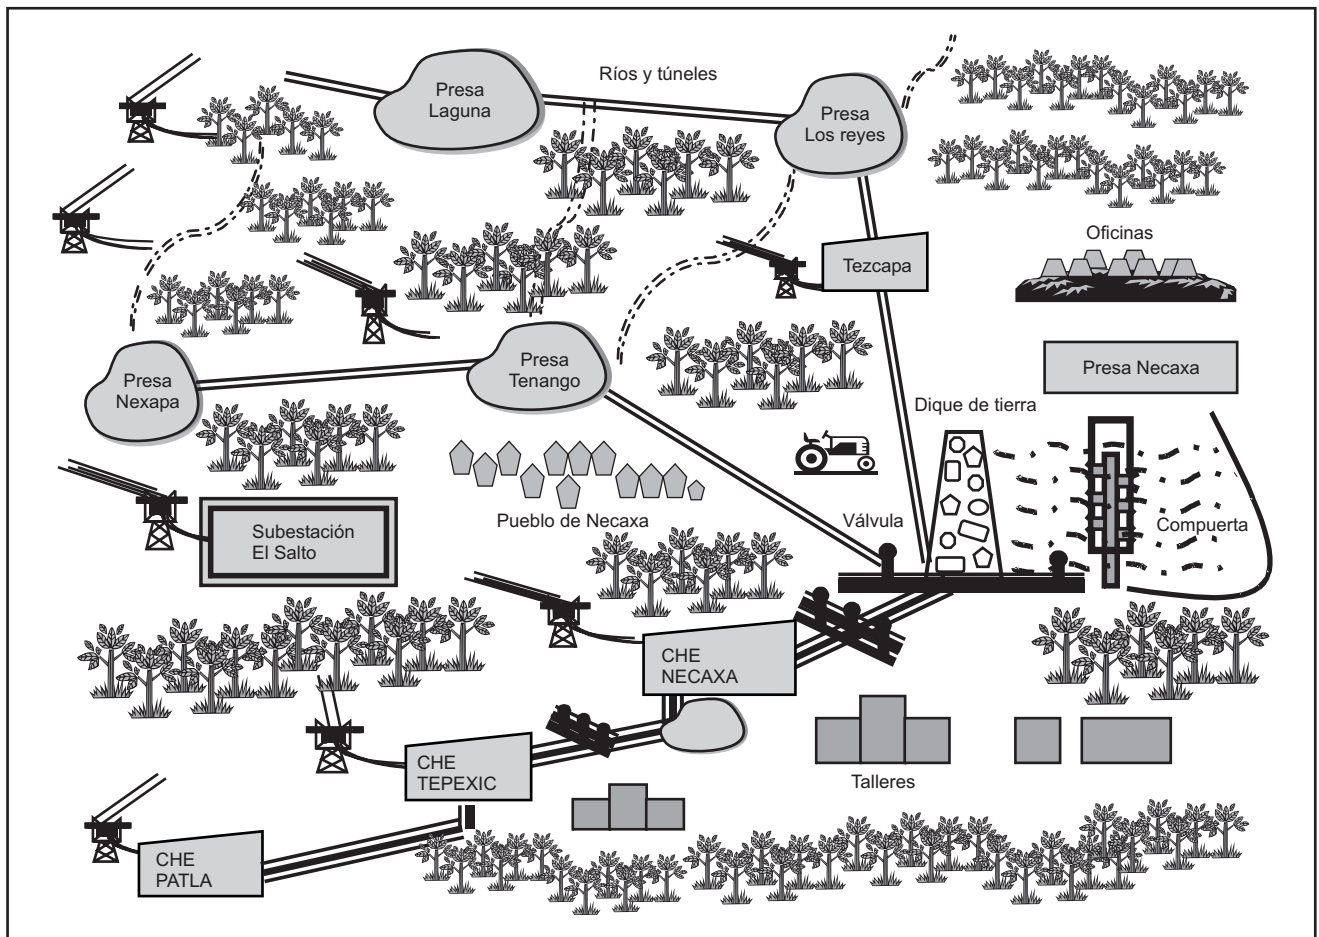 Ríos y túneles
Presa
Laguna
Presa
Los reyes
Oficinas
Tezcapa
Presa
Nexapa
Presa
Tenango
Presa Necaxa
Dique de tierra
Pueblo de Necaxa
Válvula
Compuerta
Subestación
El Salto
CHE
NECAXA
CHE
TEPEXIC
Talleres
CHE
PATLA